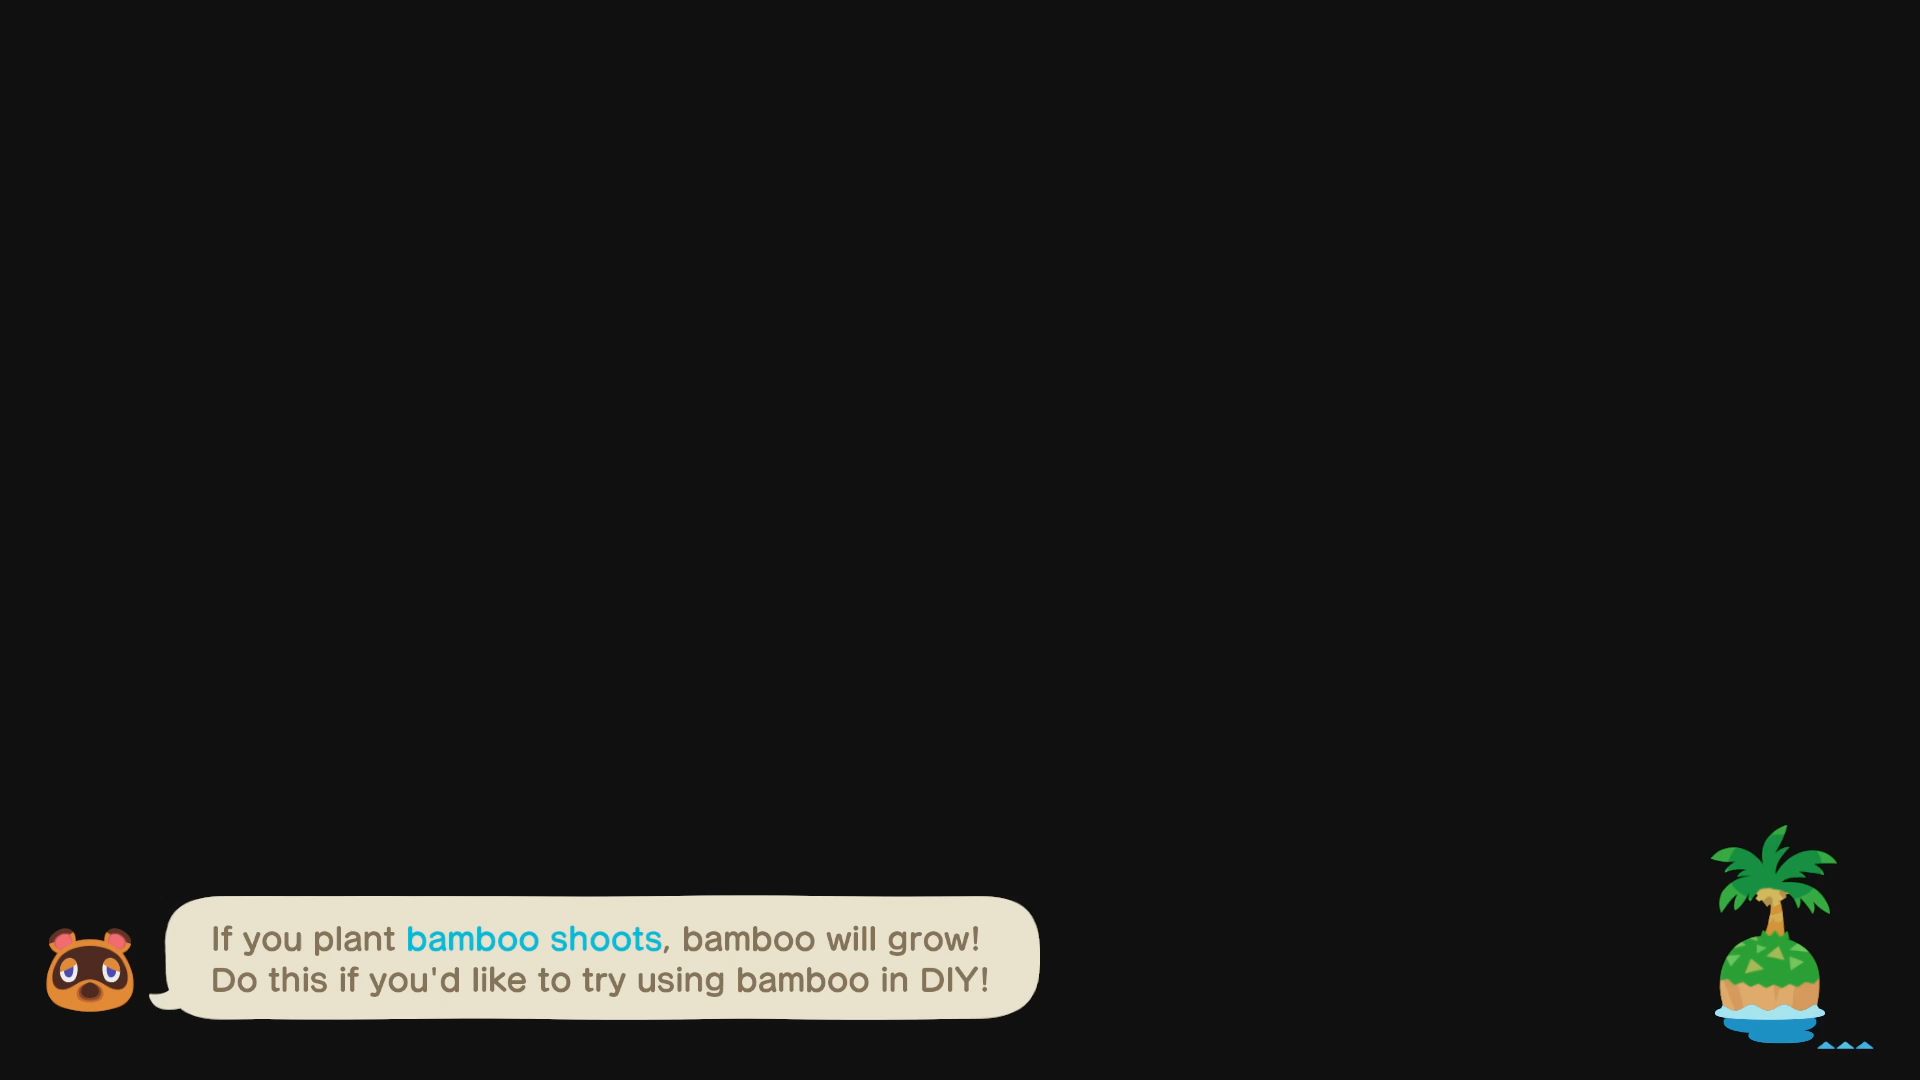 If you plant bamboo shoots, bamboo will grow!
Do this if you'd like to try using bamboo in DIY!